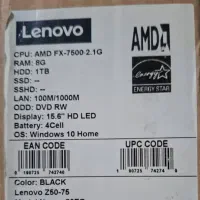 Lenovo
CPU: AMD FX-7500-2.1G
RAM: 8G
HDD: 1TB
SSD: --
SSHD: --
LAN: 100M/1000M
ODD: DVD RW
Display: 15.6" HD LED
Battery: 4Cell
OS: Windows 10 Home
AMD
ENERGY STAR
EAN CODE
UPC CODE
Color: BLACK
Lenovo Z50-75